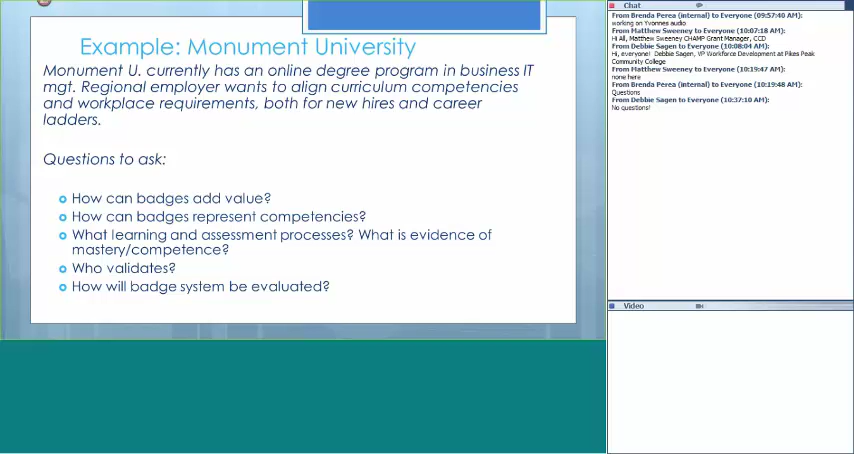 Example: Monument University
Monument U. currently has an online degree program in business IT
mgt. Regional employer wants to align curriculum competencies
and workplace requirements, both for new hires and career
ladders.
Questions to ask:
How can badges add value?
How can badges represent competencies?
What learning and assessment processes? What is evidence of
mastery/competence?
Who validates?
How will badge system be evaluated?
Chat
From Brenda Perea (internal) to Everyone (09:57:40 AM):
working on Yvonnes audio
From Matthew Sweeney to Everyone (10:07:18 AM):
Hi All, Matthew Sweeney CHAMP Grant Manager, CCD
From Debbie Sagen to Everyone (10:08:04 AM):
Hi, everyone! Debbie Sagen, VP Workforce Development at Pikes Peak
Community College
From Matthew Sweeney to Everyone (10:19:47 AM):
none here
From Brenda Perea (internal) to Everyone (10:19:48 AM):
Questions
From Debbie Sagen to Everyone (10:37:10 AM):
No questions!
Video